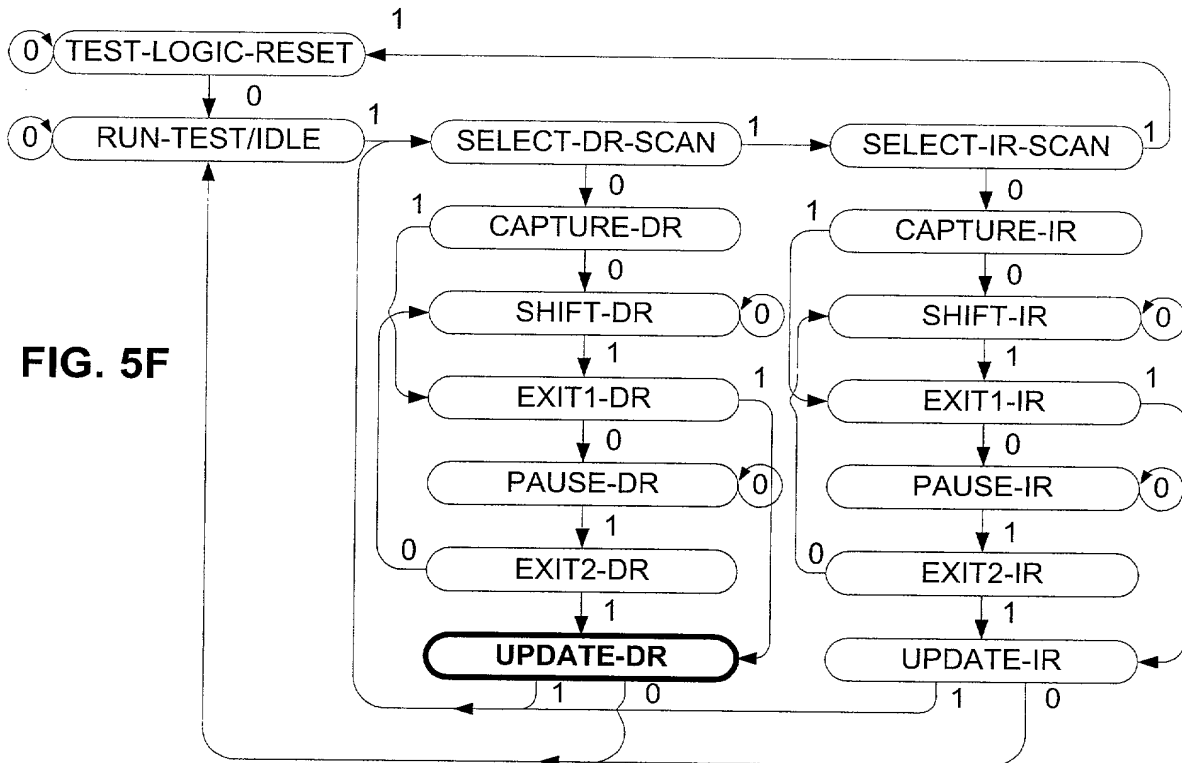 1
0 TEST-LOGIC-RESET
0
0 RUN-TEST/IDLE 1 SELECT-DR-SCAN 1 SELECT-IR-SCAN 1
0 0
1 CAPTURE-DR 1 CAPTURE-IR
0 0
SHIFT-DR 0 SHIFT-IR 0
FIG. 5F
1 1
EXIT1-DR 1 EXIT1-IR 1
0 0
PAUSE-DR 0 PAUSE-IR 0
1 1
0 EXIT2-DR 0 EXIT2-IR
1 1
UPDATE-DR UPDATE-IR
1 0 1 0